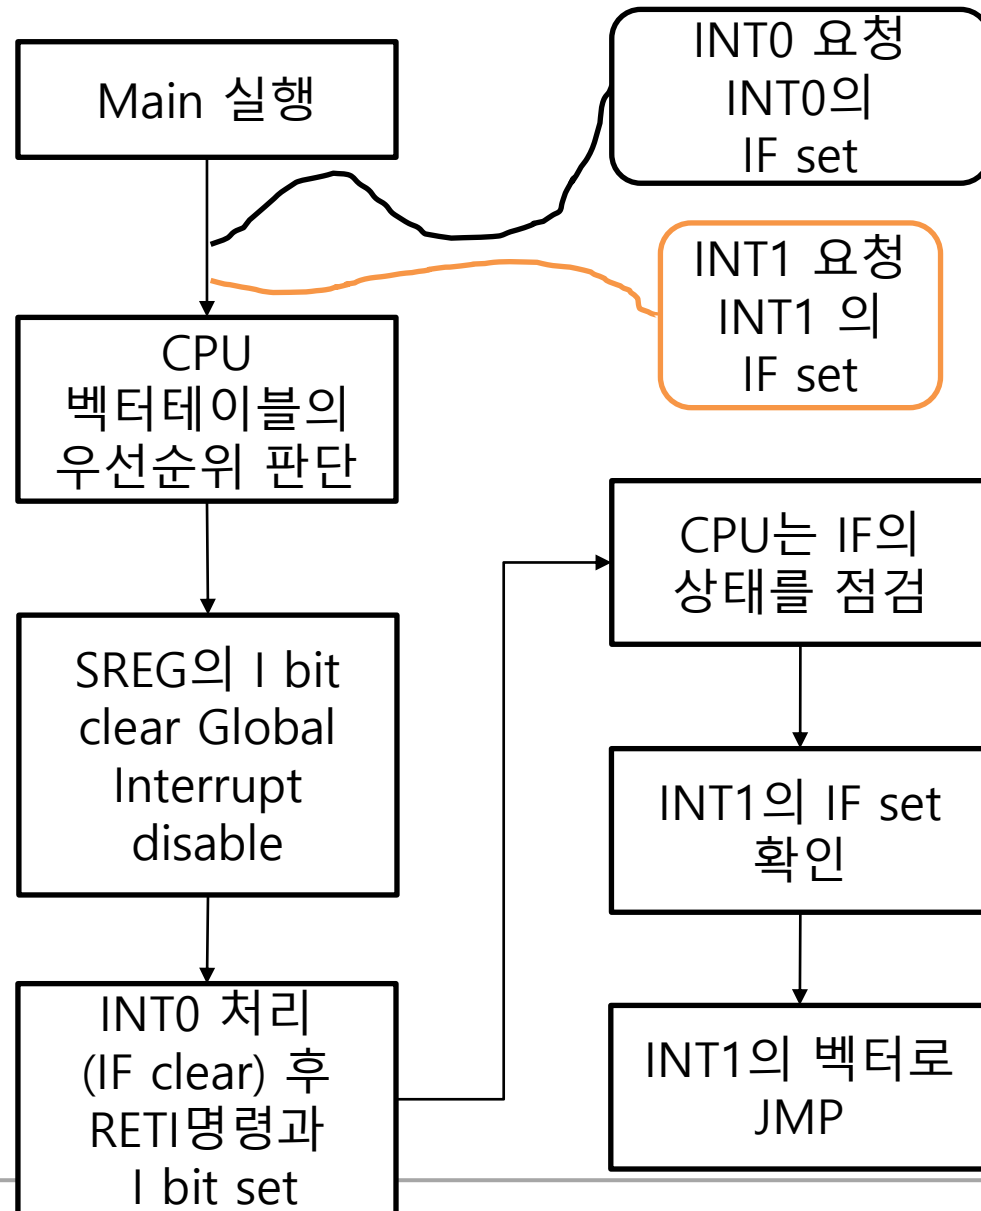 Main 실행
INT0 요청
INT0의
IF set
INT1 요청
INT1 의
IF set
CPU
벡터테이블의
우선순위 판단
SREG의 I bit
clear Global
Interrupt
disable
INT0 처리
(IF clear) 후
RETI명령과
I bit set
CPU는 IF의
상태를 점검
INT1의 IF set
확인
INT1의 벡터로
JMP